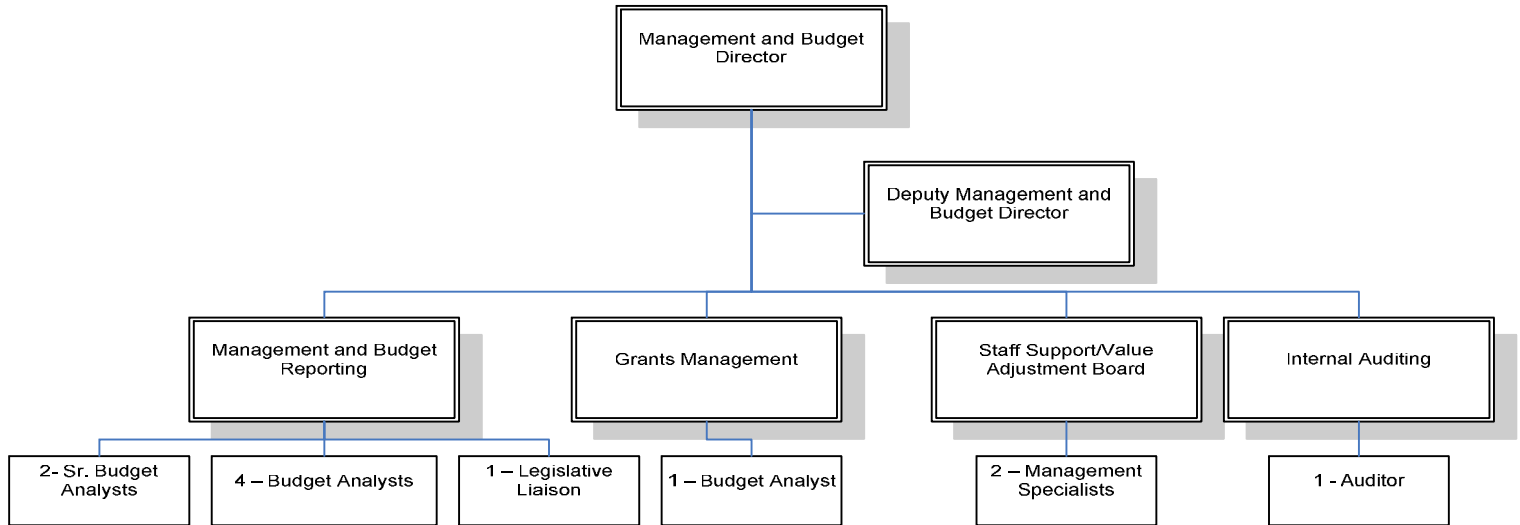 Management and Budget
Director
Deputy Management and
Budget Director
Management and Budget
Reporting
Grants Management
Staff Support/Value
Adjustment Board
Internal Auditing
2- Sr. Budget
Analysts
4 – Budget Analysts
1 – Legislative
Liaison
1 – Budget Analyst
2 – Management
Specialists
1 - Auditor